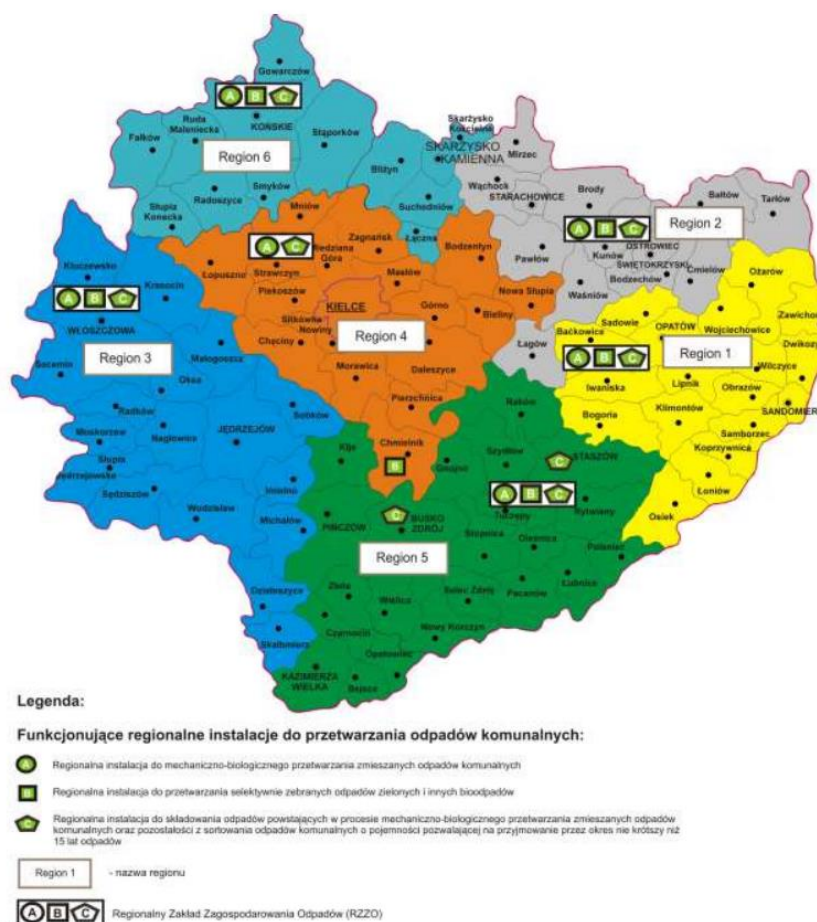 Gowarczów
A B C
KOŃSKIE
Ruda
Maleniecka
Fałków
Stąporków
Region 6
Radoszyce
Smyków
Słupia
Konecka
Skarżysko
Kościelne
SKARŻYSKO
KAMIENNA
Bliżyn
Suchedniów
Łączna
Mirzec
Wąchock
STARACHOWICE
Brody
Bałtów
Tarłów
Region 2
A B C
Kunów
OSTROWIEC
ŚWIĘTOKRZYSKI
Bodzechów
Ćmielów
Pawłów
Waśniów
Mniów
Zagnańsk
Bodzentyn
A C
Miedziana
Góra
Strawczyn
Łopuszno
Masłów
Piekoszów
KIELCE
Nowa Słupia
Górno
Bieliny
Sitkówka
Nowiny
Region 4
Chęciny
Morawica
Daleszyce
Pierzchnica
Chmielnik
B
Łagów
Kluczewsko
Krasocin
A B C
WŁOSZCZOWA
Region 3
Małogoszcz
Secemin
Oksa
Radków
Moskorzew
Nagłowice
JĘDRZEJÓW
Sobków
Słupia
Jędrzejowska
Sędziszów
Wodzisław
Imielno
Michałów
Działoszyce
Skalbmierz
Ożarów
Sadowie
OPATÓW
Wojciechowice
Zawichos
Baćkowice
Dwikozy
A B C
Region 1
Wilczyce
Lipnik
Iwaniska
Obrazów
SANDOMIER
Klimontów
Bogoria
Samborzec
Koprzywnica
Łoniów
Osiek
Raków
Kije
Szydłów
C
STASZÓW
Gnojno
A B C
Tuczępy
Rytwiany
C
BUSKO
ZDRÓJ
PIŃCZÓW
Stopnica
Oleśnica
Połaniec
Region 5
Łubnice
Pacanów
Solec Zdrój
Złota
Wiślica
Czarnocin
Nowy Korczyn
Opatowiec
KAZIMIERZA
WIELKA
Bejsce
Legenda:
Funkcjonujące regionalne instalacje do przetwarzania odpadów komunalnych:
A Regionalna instalacja do mechaniczno-biologicznego przetwarzania zmieszanych odpadów komunalnych
B Regionalna instalacja do przetwarzania selektywnie zebranych odpadów zielonych i innych bioodpadów
C Regionalna instalacja do składowania odpadów powstających w procesie mechaniczno-biologicznego przetwarzania zmieszanych odpadów
komunalnych oraz pozostałości z sortowania odpadów komunalnych o pojemności pozwalającej na przyjmowanie przez okres nie krótszy niż
15 lat odpadów
Region 1 - nazwa regionu
A B C Regionalny Zakład Zagospodarowania Odpadów (RZZO)